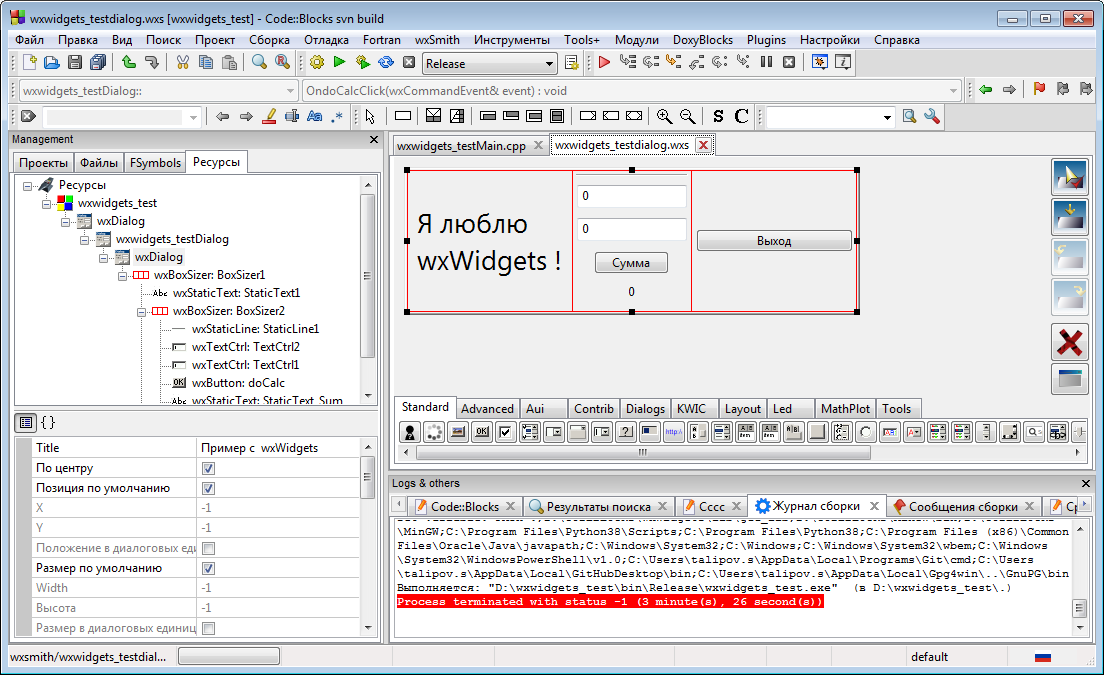 wxwidgets_testdialog.wxs [wxwidgets_test] - Code::Blocks svn build
Файл Правка Вид Поиск Проект Сборка Отладка Fortran wxSmith Инструменты Tools+ Модули DoxyBlocks Plugins Настройки Справка
Release
wxwidgets_testDialog:: OndoCalcClick(wxCommandEvent& event) : void
Aa .* S C
Management
Проекты Файлы FSymbols Ресурсы
Ресурсы
wxwidgets_test
wxDialog
wxwidgets_testDialog
wxDialog
wxBoxSizer: BoxSizer1
Abc wxStaticText: StaticText1
wxBoxSizer: BoxSizer2
wxStaticLine: StaticLine1
wxTextCtrl: TextCtrl2
wxTextCtrl: TextCtrl1
OK wxButton: doCalc
Abc wxStaticText: StaticText_Sum
{ }
Title Пример с wxWidgets
По центру
Позиция по умолчанию
X -1
Y -1
Положение в диалоговых еди
Размер по умолчанию
Width -1
Высота -1
Размер в диалоговых единиц
wxwidgets_testMain.cpp wxwidgets_testdialog.wxs
Я люблю
wxWidgets !
0
0
Сумма
0
Выход
Standard Advanced Aui Contrib Dialogs KWIC Layout Led MathPlot Tools
OK http:
Logs & others
Code::Blocks Результаты поиска Cccc Журнал сборки Сообщения сборки
\MinGW;C:\Program Files\Python38\Scripts;C:\Program Files\Python38;C:\Program Files (x86)\Common
Files\Oracle\Java\javapath;C:\Windows\System32;C:\Windows;C:\Windows\System32\wbem;C:\Windows
\System32\WindowsPowerShell\v1.0;C:\Users\talipov.s\AppData\Local\Programs\Git\cmd;C:\Users
\talipov.s\AppData\Local\GitHubDesktop\bin;C:\Users\talipov.s\AppData\Local\Gpg4win\..\GnuPG\bin
Выполняется: "D:\wxwidgets_test\bin\Release\wxwidgets_test.exe" (в D:\wxwidgets_test\.)
Process terminated with status -1 (3 minute(s), 26 second(s))
wxsmith/wxwidgets_testdial... default